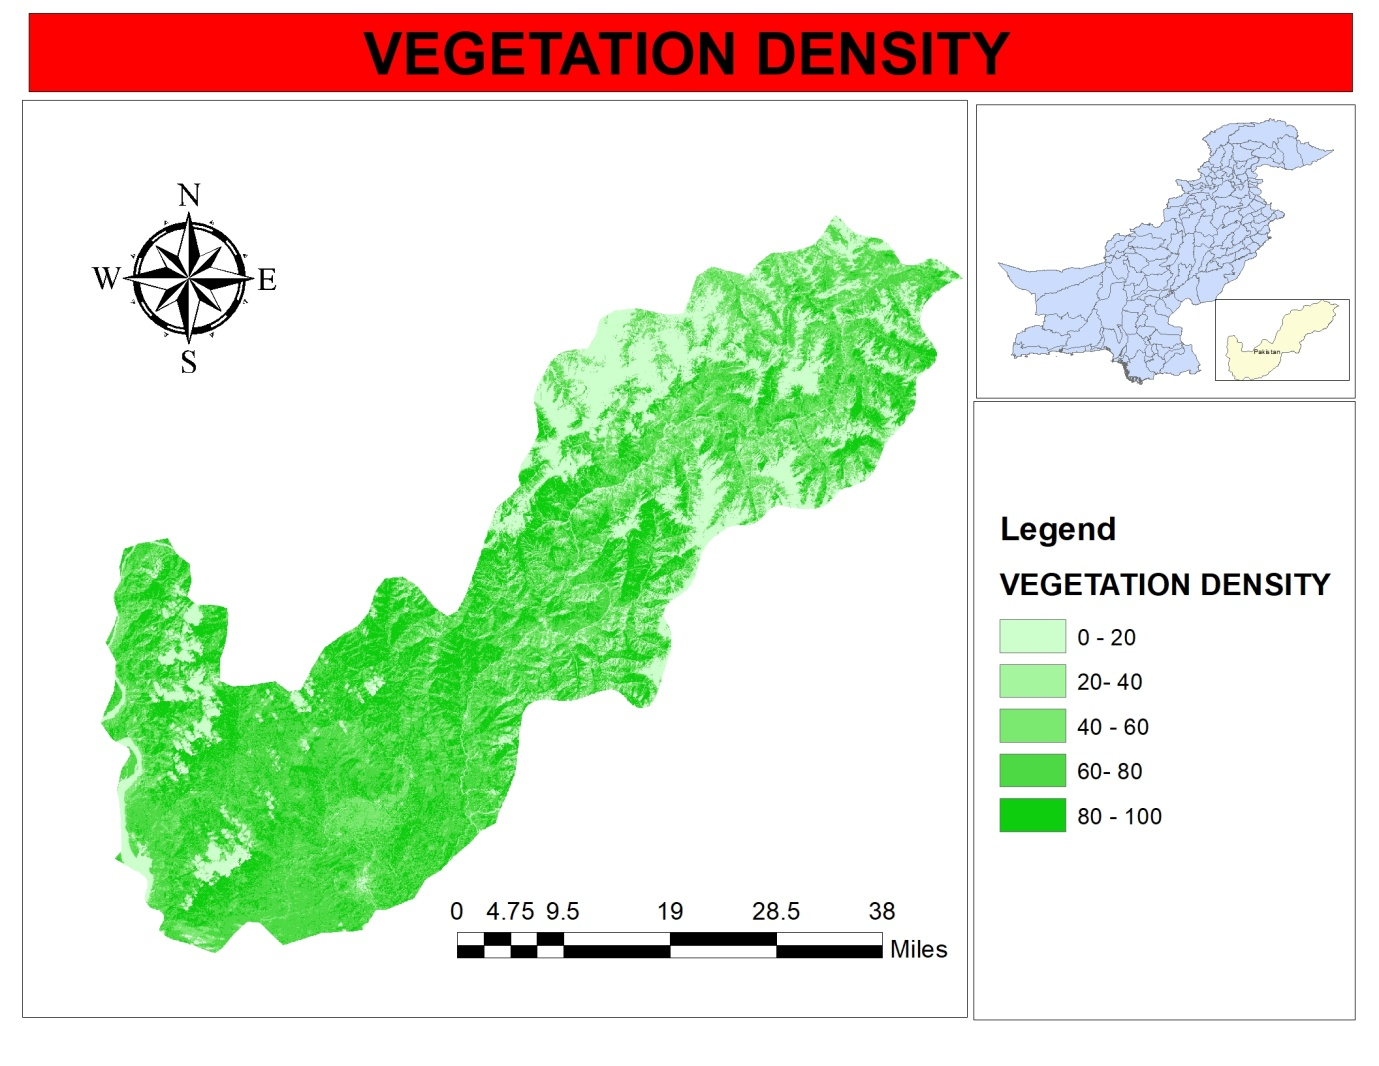 VEGETATION DENSITY
N
W E
S
Pakistan
Legend
VEGETATION DENSITY
0 - 20
20- 40
40 - 60
60- 80
80 - 100
0 4.75 9.5 19 28.5 38
Miles